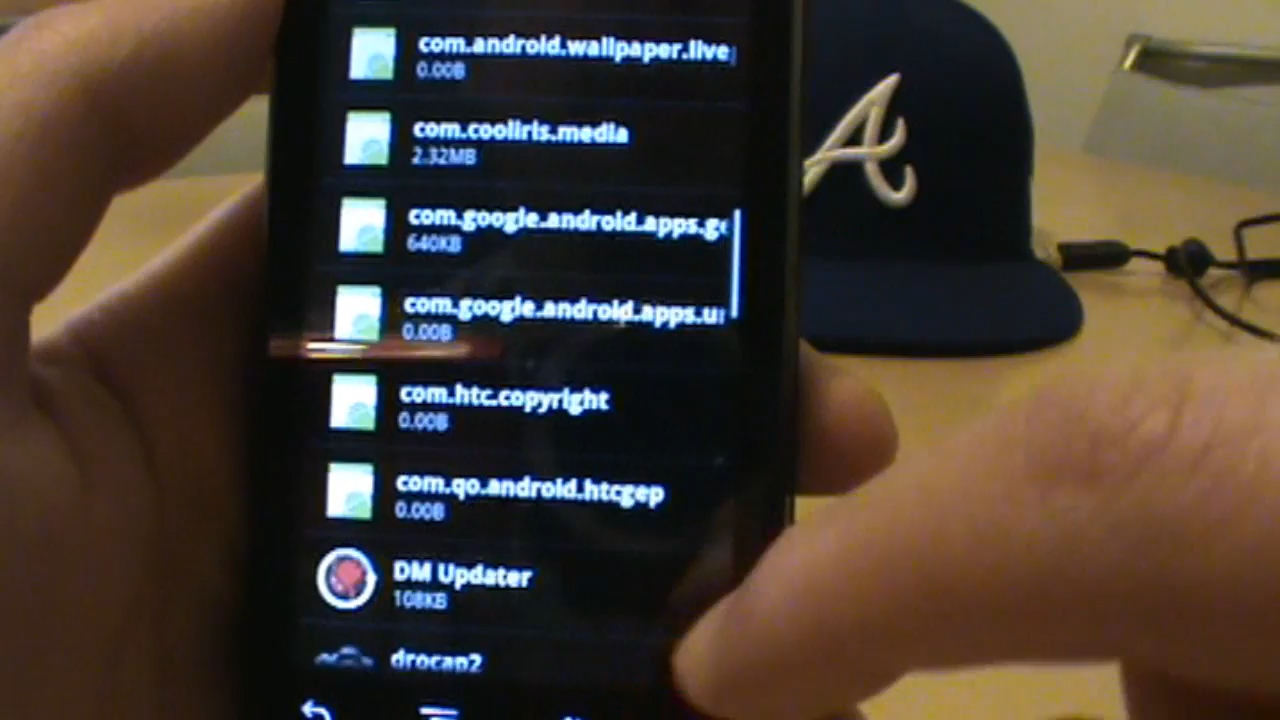 com.android.wallpaper.live
0.00B
com.cooliris.media
2.32MB
com.google.android.apps.g
640KB
com.google.android.apps.u
0.00B
com.htc.copyright
0.00B
com.qo.android.htcgep
0.00B
DM Updater
108KB
drocap2
A